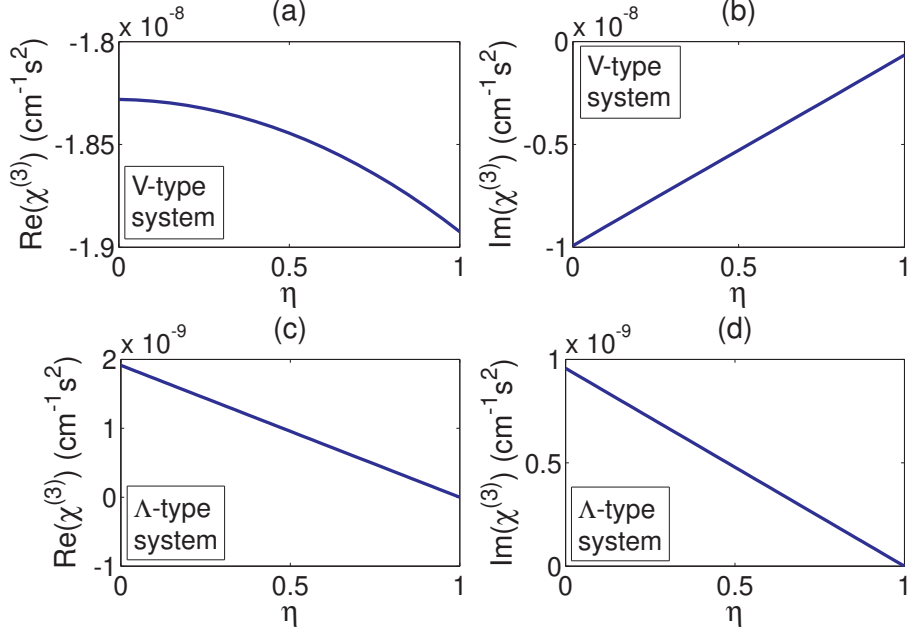 (a)
x 10^-8
-1.8
-1.85
-1.9
Re(χ^(3)) (cm^-1s^2)
V-type
system
0
0.5
1
η
(b)
x 10^-8
0
-0.5
-1
Im(χ^(3)) (cm^-1s^2)
V-type
system
0
0.5
1
η
(c)
x 10^-9
2
1
0
-1
Re(χ^(3)) (cm^-1s^2)
Λ-type
system
0
0.5
1
η
(d)
x 10^-9
1
0.5
0
Im(χ^(3)) (cm^-1s^2)
Λ-type
system
0
0.5
1
η